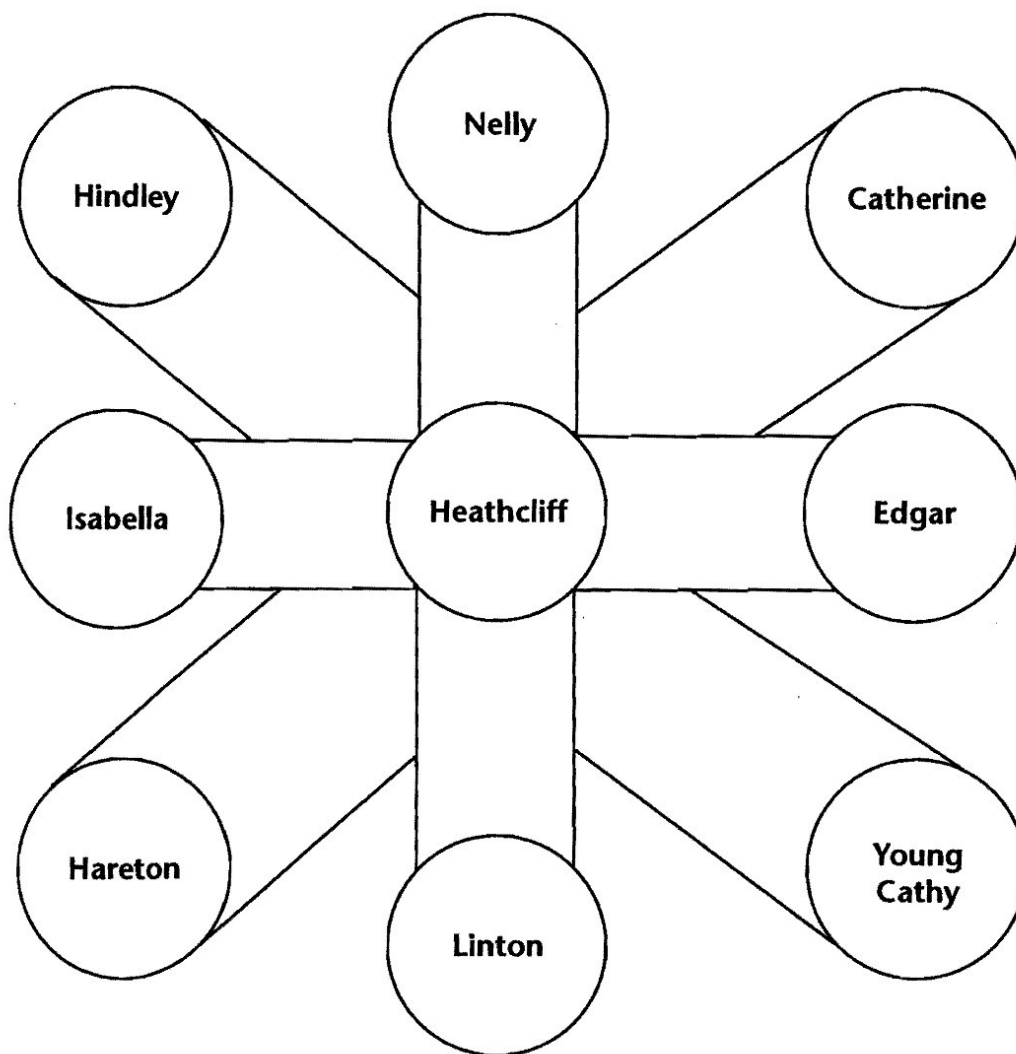 Nelly
Hindley
Catherine
Isabella
Heathcliff
Edgar
Hareton
Young
Cathy
Linton